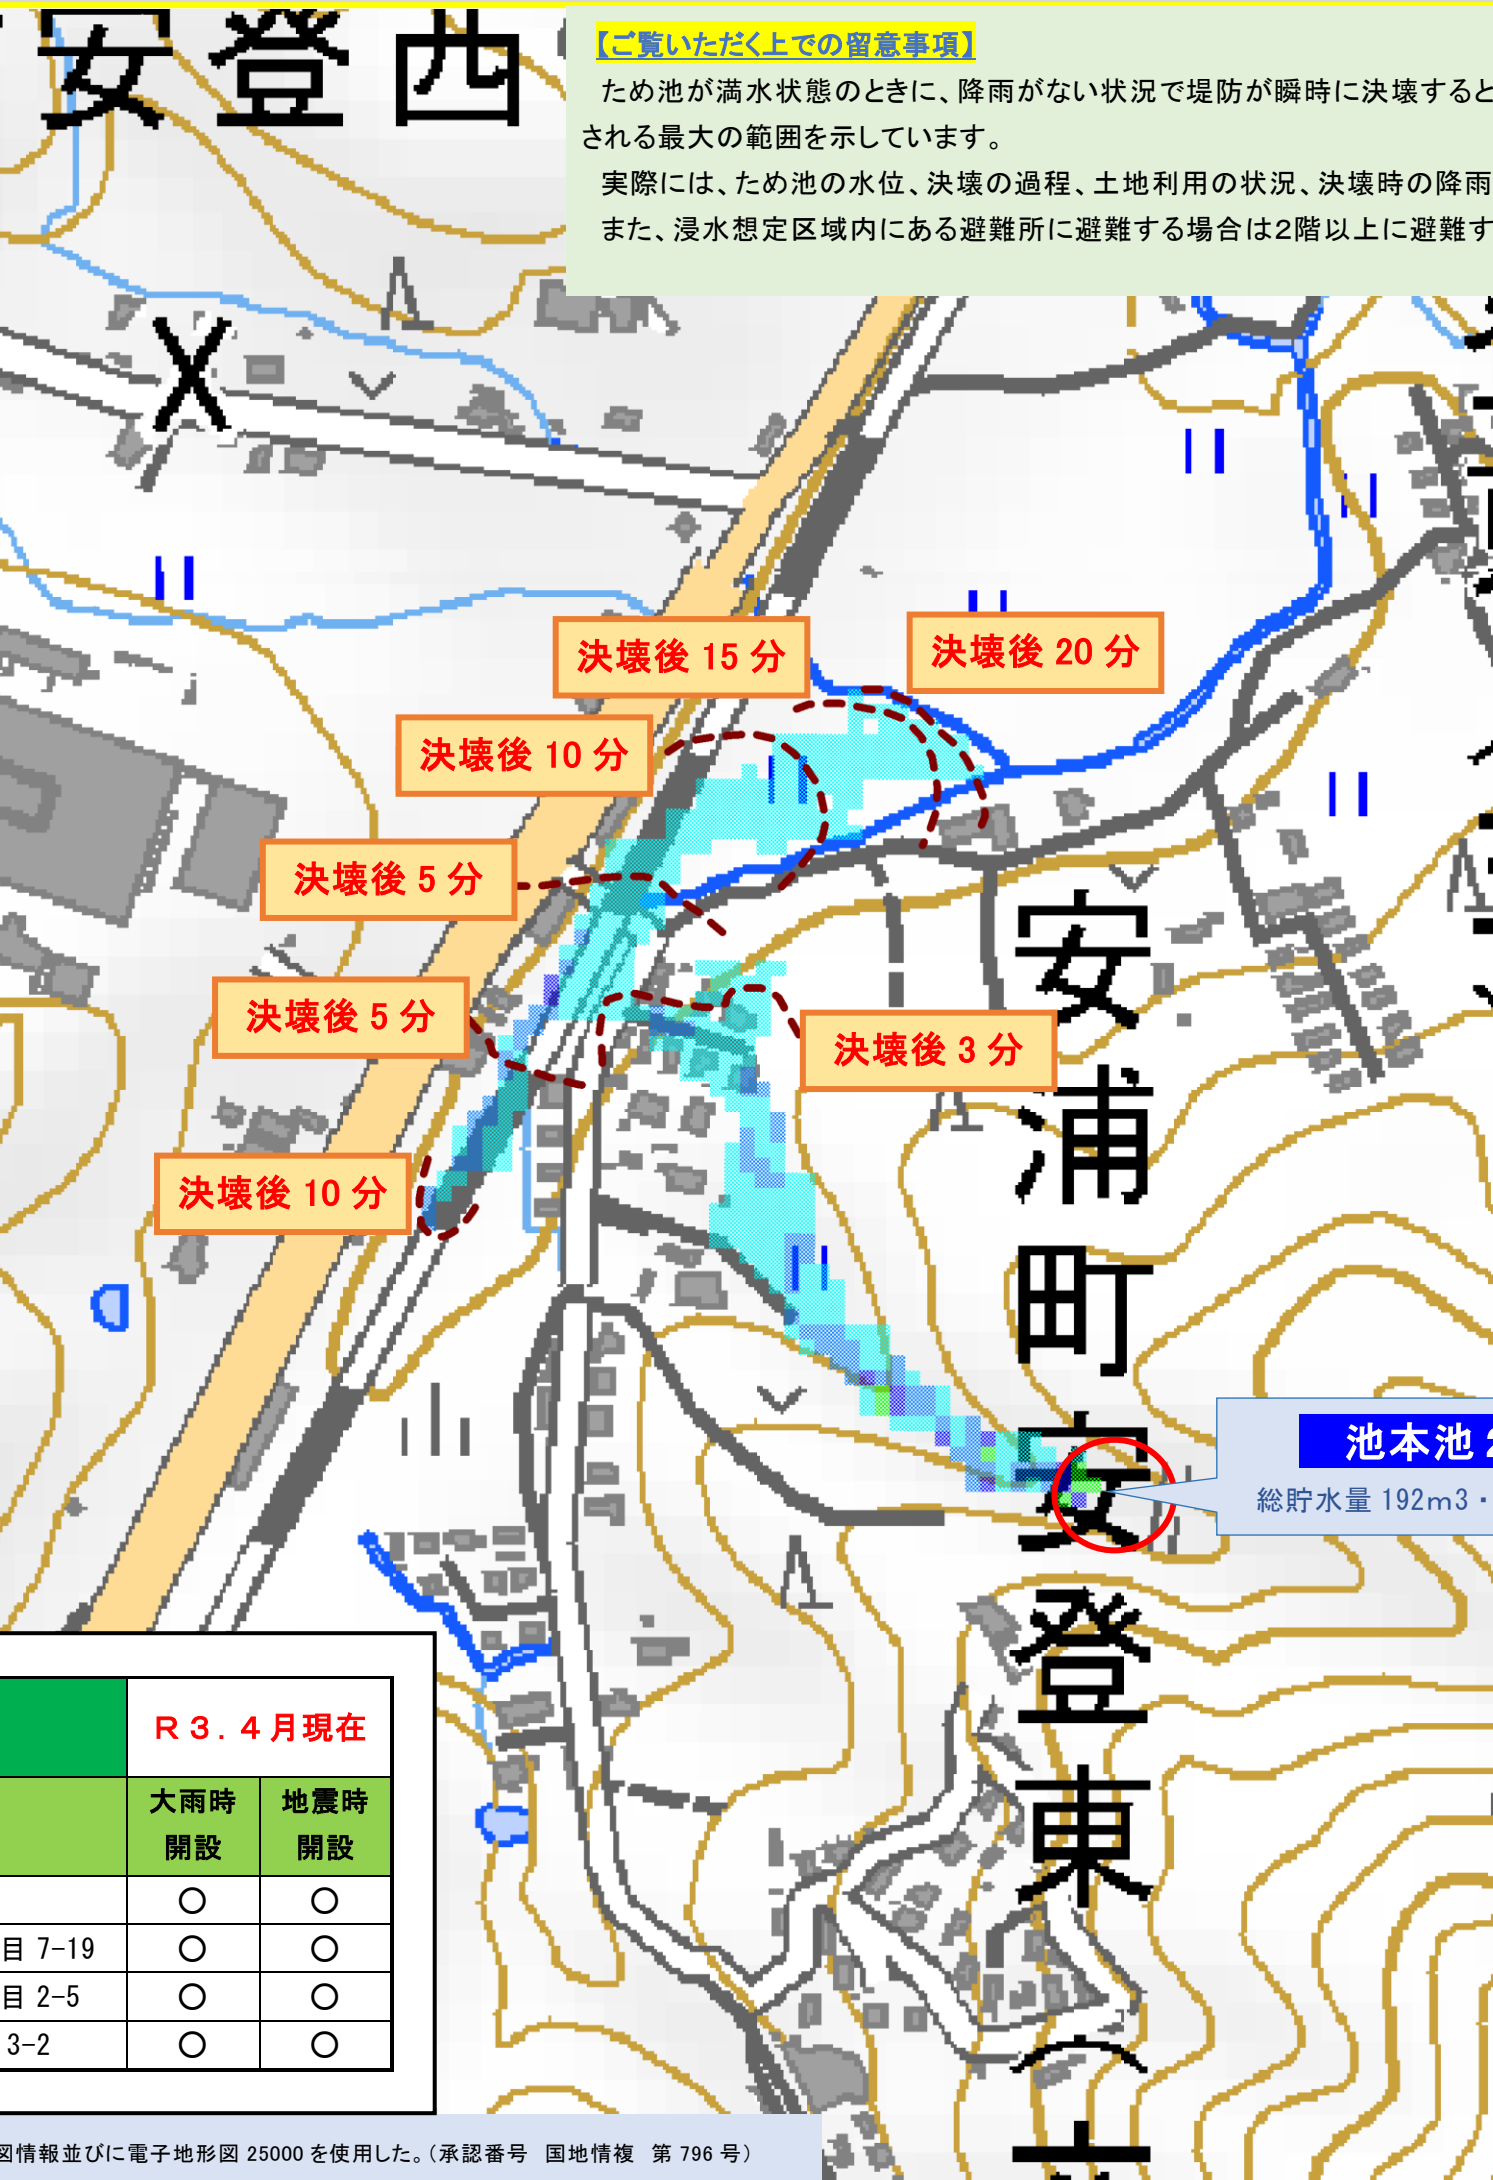 安登西
【ご覧いただく上での留意事項】
ため池が満水状態のときに、降雨がない状況で堤防が瞬時に決壊すると
される最大の範囲を示しています。
実際には、ため池の水位、決壊の過程、土地利用の状況、決壊時の降雨
また、浸水想定区域内にある避難所に避難する場合は2階以上に避難す
決壊後 15 分
決壊後 20 分
決壊後 10 分
決壊後 5 分
決壊後 5 分
決壊後 3 分
決壊後 10 分
安浦町安登東（
池本池 2
総貯水量 192m3・
Ｒ３．４月現在
大雨時
開設
地震時
開設
○ ○
目 7-19 ○ ○
目 2-5 ○ ○
3-2 ○ ○
図情報並びに電子地形図 25000 を使用した。（承認番号 国地情複 第 796 号）